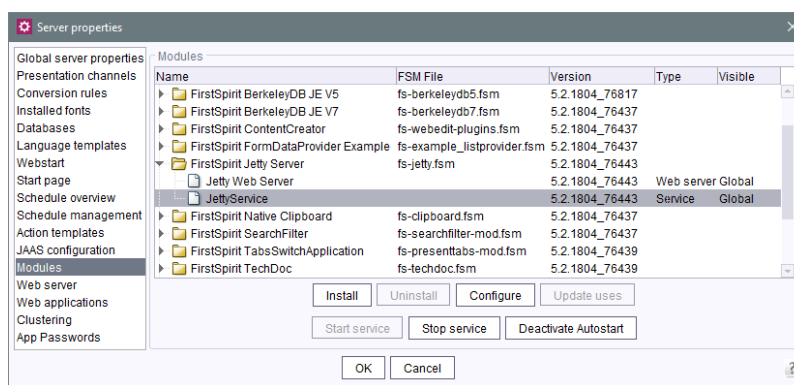 Server properties
Global server properties
Presentation channels
Conversion rules
Installed fonts
Databases
Language templates
Webstart
Start page
Schedule overview
Schedule management
Action templates
JAAS configuration
Modules
Web server
Web applications
Clustering
App Passwords
Modules
Name FSM File Version Type Visible
FirstSpirit BerkeleyDB JE V5 fs-berkeleydb5.fsm 5.2.1804_76817
FirstSpirit BerkeleyDB JE V7 fs-berkeleydb7.fsm 5.2.1804_76437
FirstSpirit ContentCreator fs-webedit-plugins.fsm 5.2.1804_76437
FirstSpirit FormDataProvider Example fs-example_listprovider.fsm 5.2.1804_76437
FirstSpirit Jetty Server fs-jetty.fsm 5.2.1804_76443
Jetty Web Server 5.2.1804_76443 Web server Global
JettyService 5.2.1804_76443 Service Global
FirstSpirit Native Clipboard fs-clipboard.fsm 5.2.1804_76437
FirstSpirit SearchFilter fs-searchfilter-mod.fsm 5.2.1804_76437
FirstSpirit TabsSwitchApplication fs-presenttabs-mod.fsm 5.2.1804_76439
FirstSpirit TechDoc fs-techdoc.fsm 5.2.1804_76439
Install Uninstall Configure Update uses
Start service Stop service Deactivate Autostart
OK Cancel